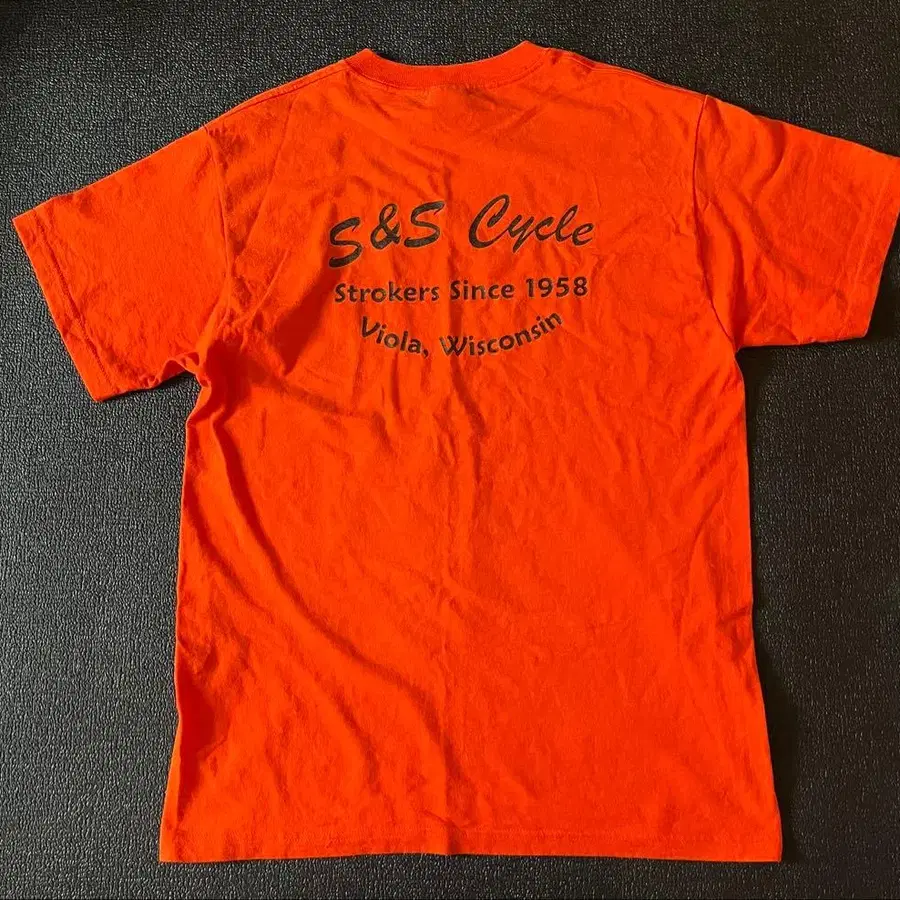 S&S Cycle
Strokers Since 1958
Viola, Wisconsin